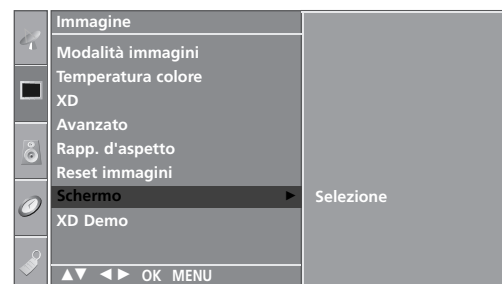 Immagine
Modalità immagini
Temperatura colore
XD
Avanzato
Rapp. d'aspetto
Reset immagini
Schermo ► Selezione
XD Demo
▲▼ ◄► OK MENU